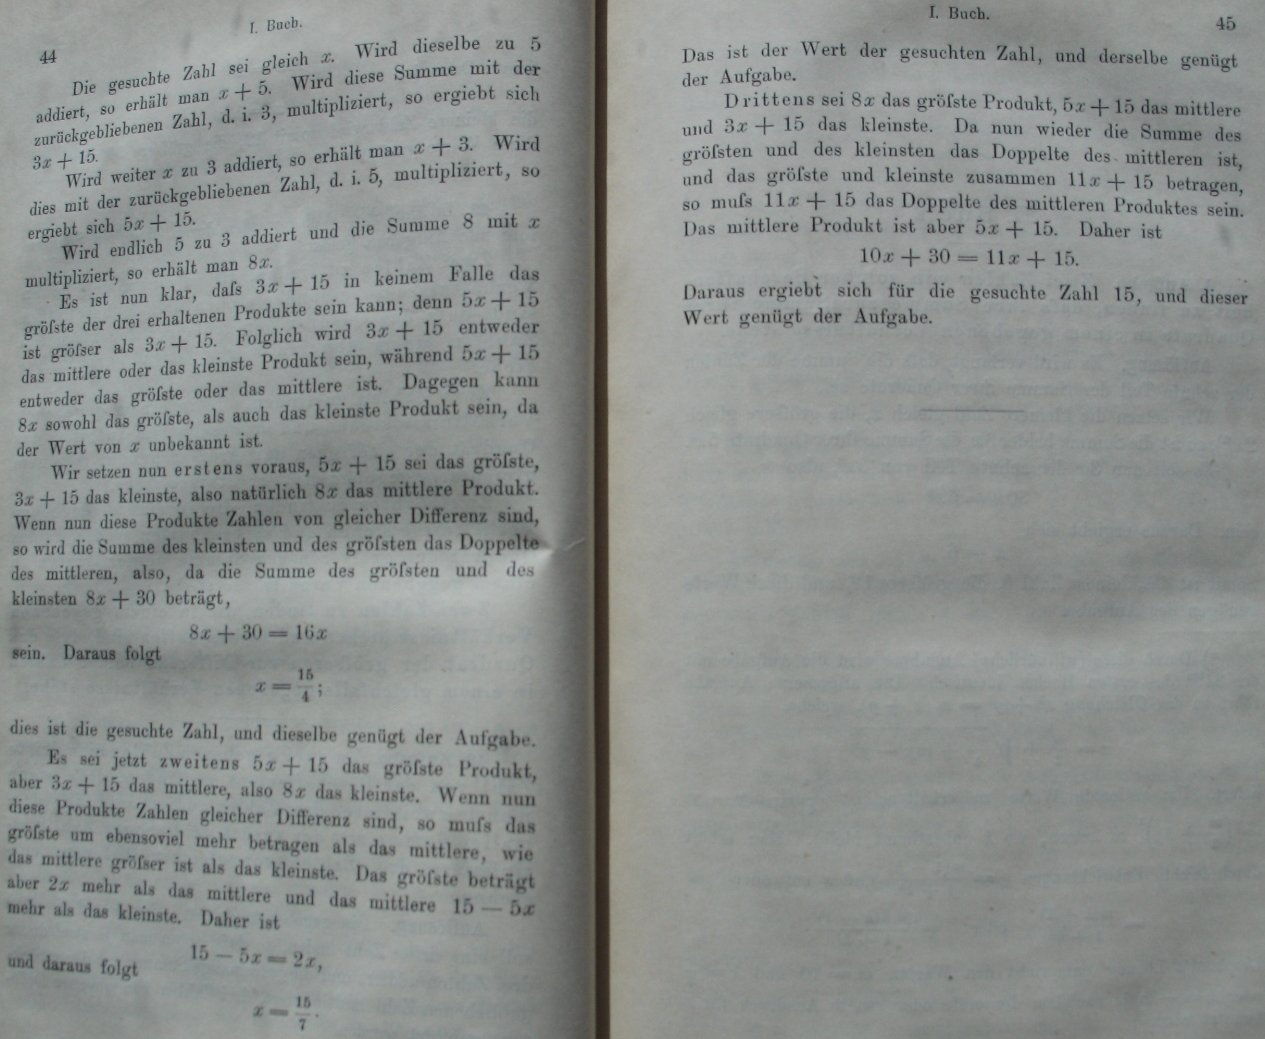 44
I. Buch.
Die gesuchte Zahl sei gleich x. Wird dieselbe zu 5
addiert, so erhält man x + 5. Wird diese Summe mit der
zurückgebliebenen Zahl, d. i. 3, multipliziert, so ergiebt sich
3x + 15.
Wird weiter x zu 3 addiert, so erhält man x + 3. Wird
dies mit der zurückgebliebenen Zahl, d. i. 5, multipliziert, so
ergiebt sich 5x + 15.
Wird endlich 5 zu 3 addiert und die Summe 8 mit x
multipliziert, so erhält man 8x.
Es ist nun klar, daſs 3x + 15 in keinem Falle das
gröſste der drei erhaltenen Produkte sein kann; denn 5x + 15
ist gröſser als 3x + 15. Folglich wird 3x + 15 entweder
das mittlere oder das kleinste Produkt sein, während 5x + 15
entweder das gröſste oder das mittlere ist. Dagegen kann
8x sowohl das gröſste, als auch das kleinste Produkt sein, da
der Wert von x unbekannt ist.
Wir setzen nun erstens voraus, 5x + 15 sei das gröſste,
3x + 15 das kleinste, also natürlich 8x das mittlere Produkt.
Wenn nun diese Produkte Zahlen von gleicher Differenz sind,
so wird die Summe des kleinsten und des gröſsten das Doppelte
des mittleren, also, da die Summe des gröſsten und des
kleinsten 8x + 30 beträgt,
8x + 30 = 16x
sein. Daraus folgt
x = 15/4;
dies ist die gesuchte Zahl, und dieselbe genügt der Aufgabe.
Es sei jetzt zweitens 5x + 15 das gröſste Produkt,
aber 3x + 15 das mittlere, also 8x das kleinste. Wenn nun
diese Produkte Zahlen gleicher Differenz sind, so muſs das
gröſste um ebensoviel mehr betragen als das mittlere, wie
das mittlere gröſser ist als das kleinste. Das gröſste beträgt
aber 2x mehr als das mittlere und das mittlere 15 — 5x
mehr als das kleinste. Daher ist
15 — 5x = 2x,
und daraus folgt
x = 15/7.
I. Buch.
45
Das ist der Wert der gesuchten Zahl, und derselbe genügt
der Aufgabe.
Drittens sei 8x das gröſste Produkt, 5x + 15 das mittlere
und 3x + 15 das kleinste. Da nun wieder die Summe des
gröſsten und des kleinsten das Doppelte des mittleren ist,
und das gröſste und kleinste zusammen 11x + 15 betragen,
so muſs 11x + 15 das Doppelte des mittleren Produktes sein.
Das mittlere Produkt ist aber 5x + 15. Daher ist
10x + 30 = 11x + 15.
Daraus ergiebt sich für die gesuchte Zahl 15, und dieser
Wert genügt der Aufgabe.